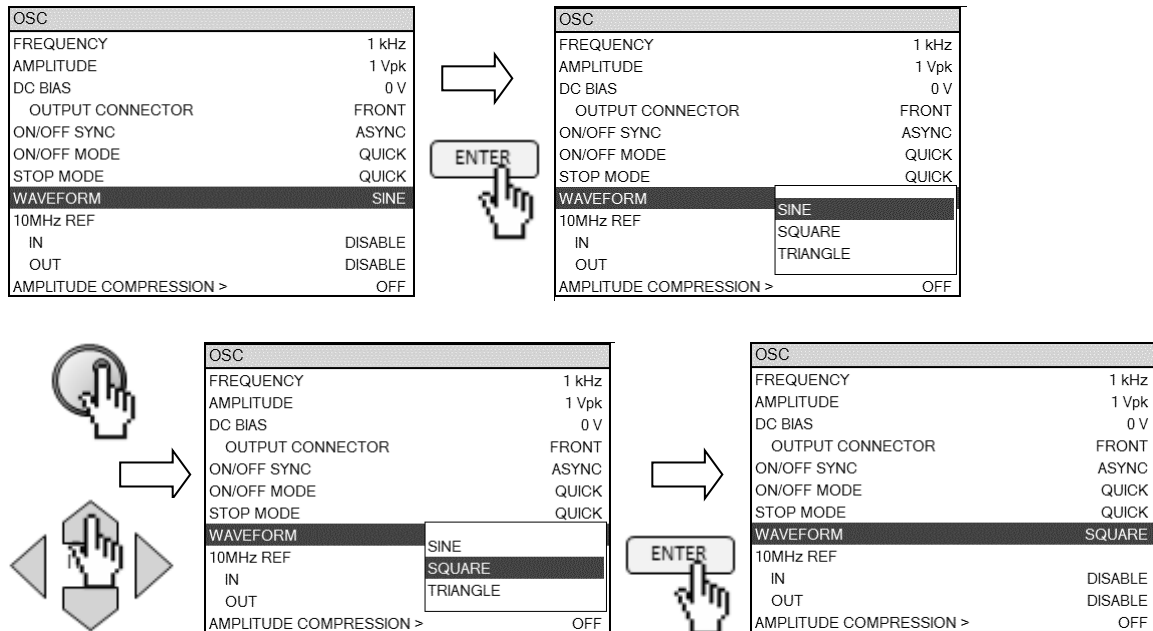 OSC
FREQUENCY 1 kHz
AMPLITUDE 1 Vpk
DC BIAS 0 V
OUTPUT CONNECTOR FRONT
ON/OFF SYNC ASYNC
ON/OFF MODE QUICK
STOP MODE QUICK
WAVEFORM SINE
10MHz REF
IN DISABLE
OUT DISABLE
AMPLITUDE COMPRESSION > OFF
ENTER
OSC
FREQUENCY 1 kHz
AMPLITUDE 1 Vpk
DC BIAS 0 V
OUTPUT CONNECTOR FRONT
ON/OFF SYNC ASYNC
ON/OFF MODE QUICK
STOP MODE QUICK
WAVEFORM
SINE
10MHz REF
SQUARE
IN
TRIANGLE
OUT
AMPLITUDE COMPRESSION > OFF
OSC
FREQUENCY 1 kHz
AMPLITUDE 1 Vpk
DC BIAS 0 V
OUTPUT CONNECTOR FRONT
ON/OFF SYNC ASYNC
ON/OFF MODE QUICK
STOP MODE QUICK
WAVEFORM
SINE
10MHz REF
SQUARE
IN
TRIANGLE
OUT
AMPLITUDE COMPRESSION > OFF
ENTER
OSC
FREQUENCY 1 kHz
AMPLITUDE 1 Vpk
DC BIAS 0 V
OUTPUT CONNECTOR FRONT
ON/OFF SYNC ASYNC
ON/OFF MODE QUICK
STOP MODE QUICK
WAVEFORM SQUARE
10MHz REF
IN DISABLE
OUT DISABLE
AMPLITUDE COMPRESSION > OFF